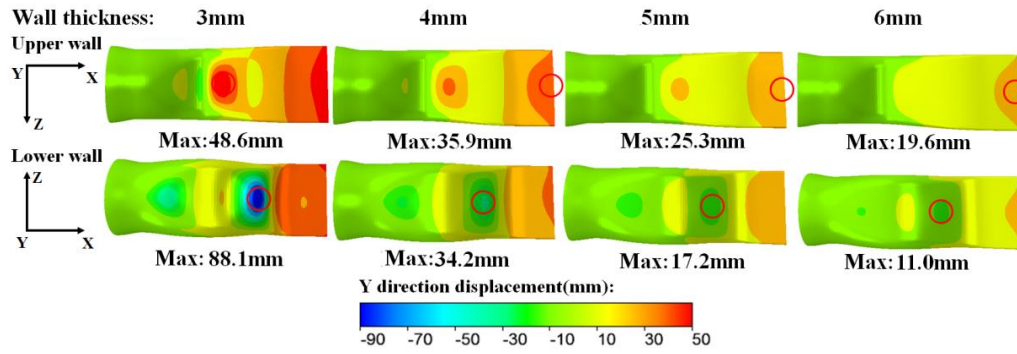 Wall thickness: 3mm 4mm 5mm 6mm
Upper wall
Y X
Z
Max:48.6mm Max:35.9mm Max:25.3mm Max:19.6mm
Lower wall
Z
Y X
Max:88.1mm Max:34.2mm Max:17.2mm Max:11.0mm
Y direction displacement(mm):
-90 -70 -50 -30 -10 10 30 50